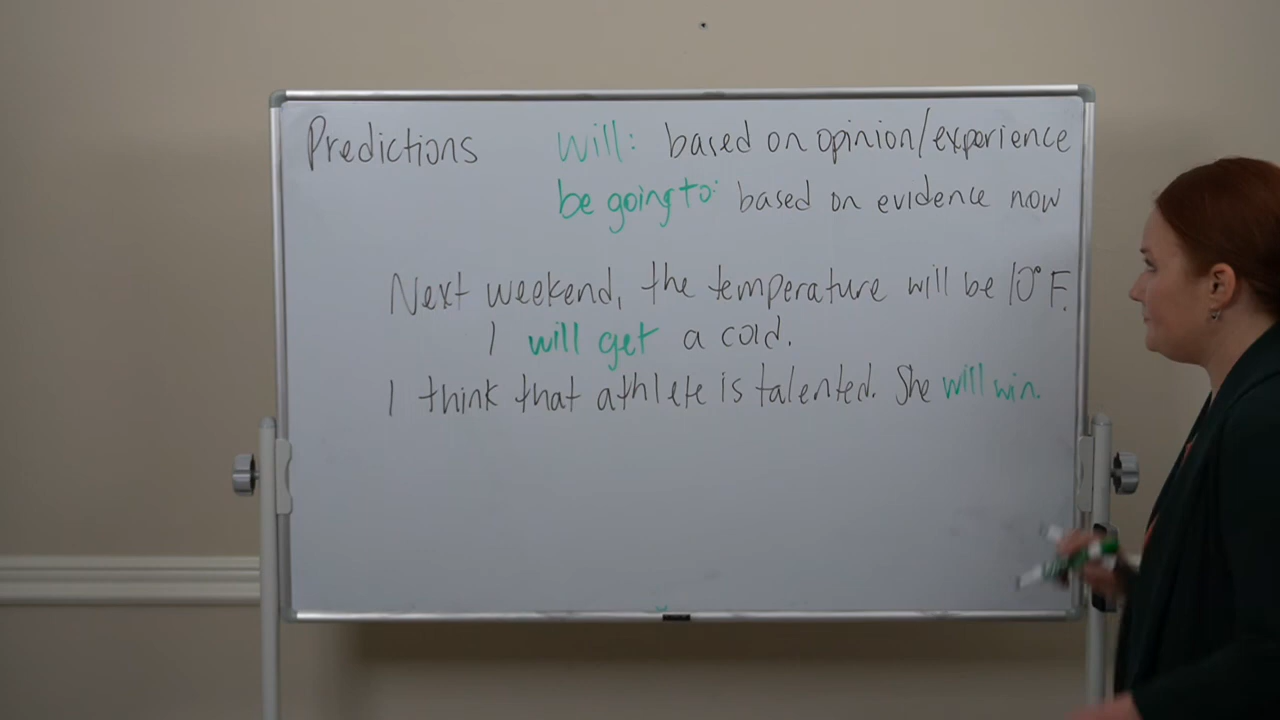 Predictions will: based on opinion/experience
be going to: based on evidence now
Next weekend, the temperature will be 10° F.
I will get a cold.
I think that athlete is talented. She will win.